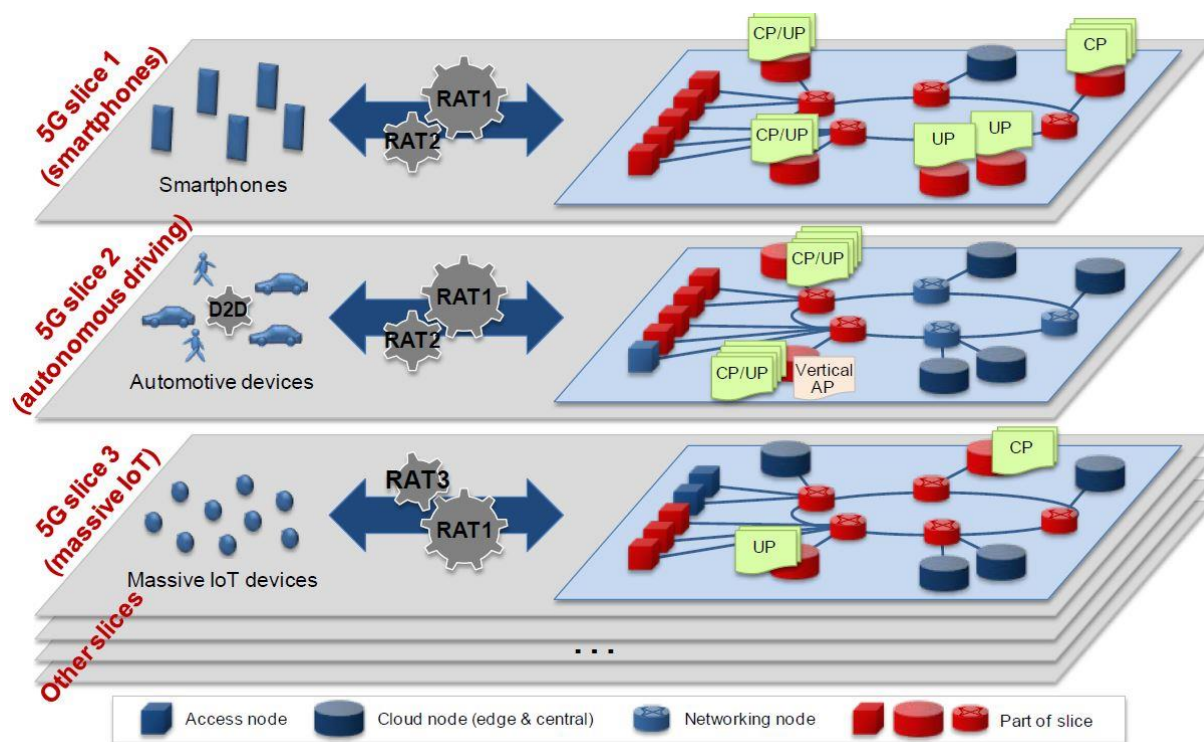 5G slice 1
(smartphones)
Smartphones
RAT1
RAT2
CP/UP
CP
CP/UP
UP
UP
5G slice 2
(autonomous driving)
D2D
Automotive devices
RAT1
RAT2
CP/UP
CP/UP
Vertical
AP
5G slice 3
(massive IoT)
Massive IoT devices
RAT3
RAT1
CP
UP
Other slices
...
Access node
Cloud node (edge & central)
Networking node
Part of slice